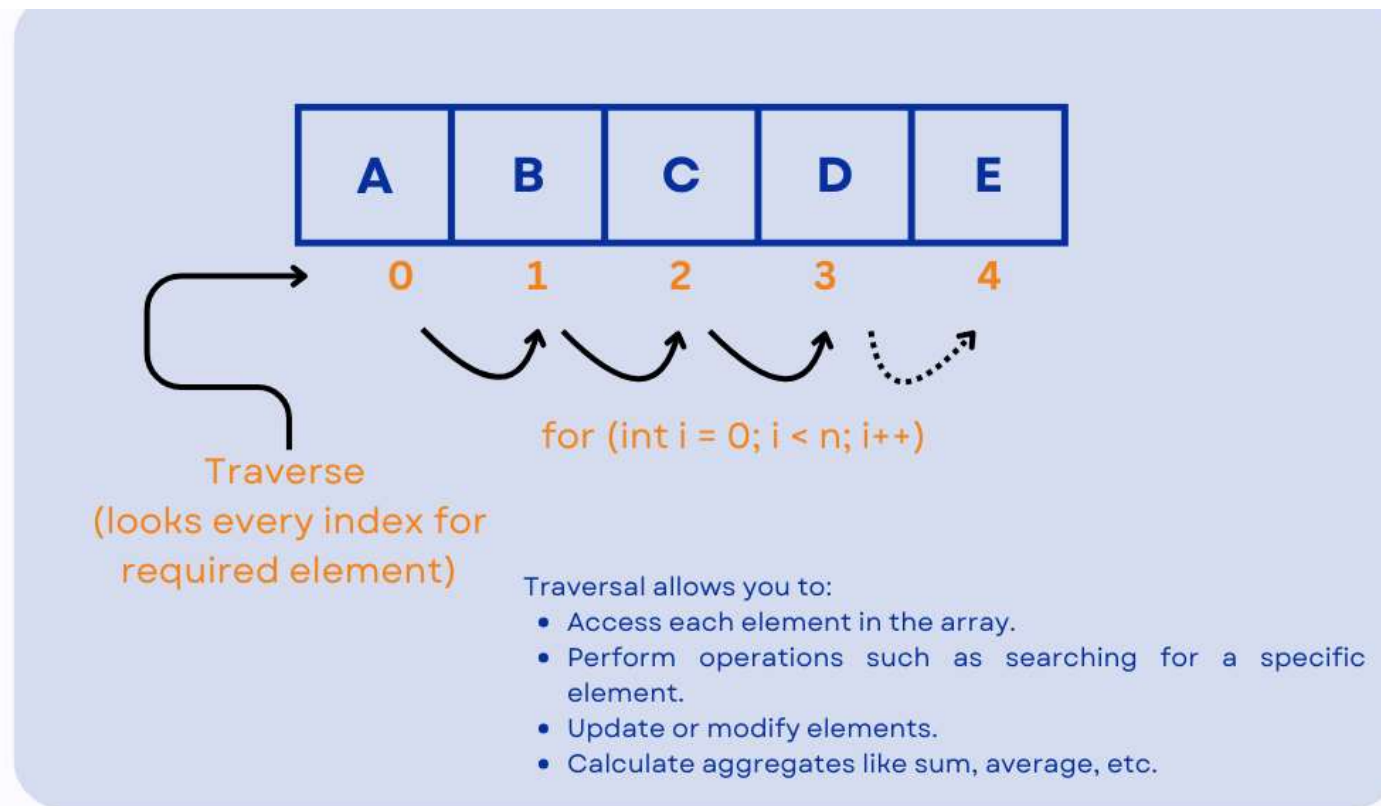 A B C D E
0 1 2 3 4
for (int i = 0; i < n; i++)
Traverse
(looks every index for
required element)
Traversal allows you to:
• Access each element in the array.
• Perform operations such as searching for a specific
element.
• Update or modify elements.
• Calculate aggregates like sum, average, etc.